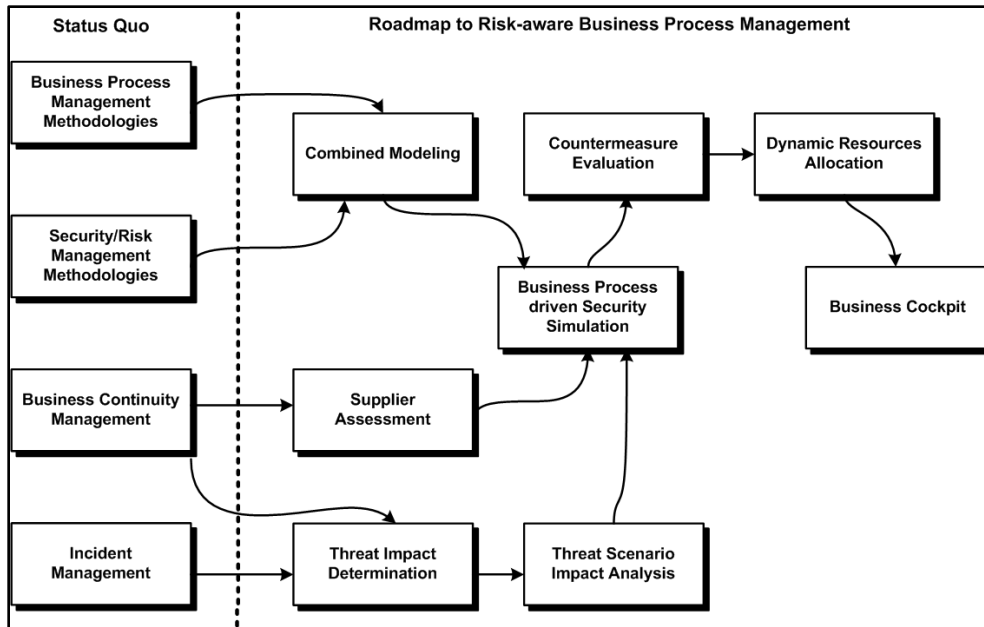 Status Quo
Roadmap to Risk-aware Business Process Management
Business Process
Management
Methodologies
Combined Modeling
Countermeasure
Evaluation
Dynamic Resources
Allocation
Security/Risk
Management
Methodologies
Business Process
driven Security
Simulation
Business Cockpit
Business Continuity
Management
Supplier
Assessment
Incident
Management
Threat Impact
Determination
Threat Scenario
Impact Analysis